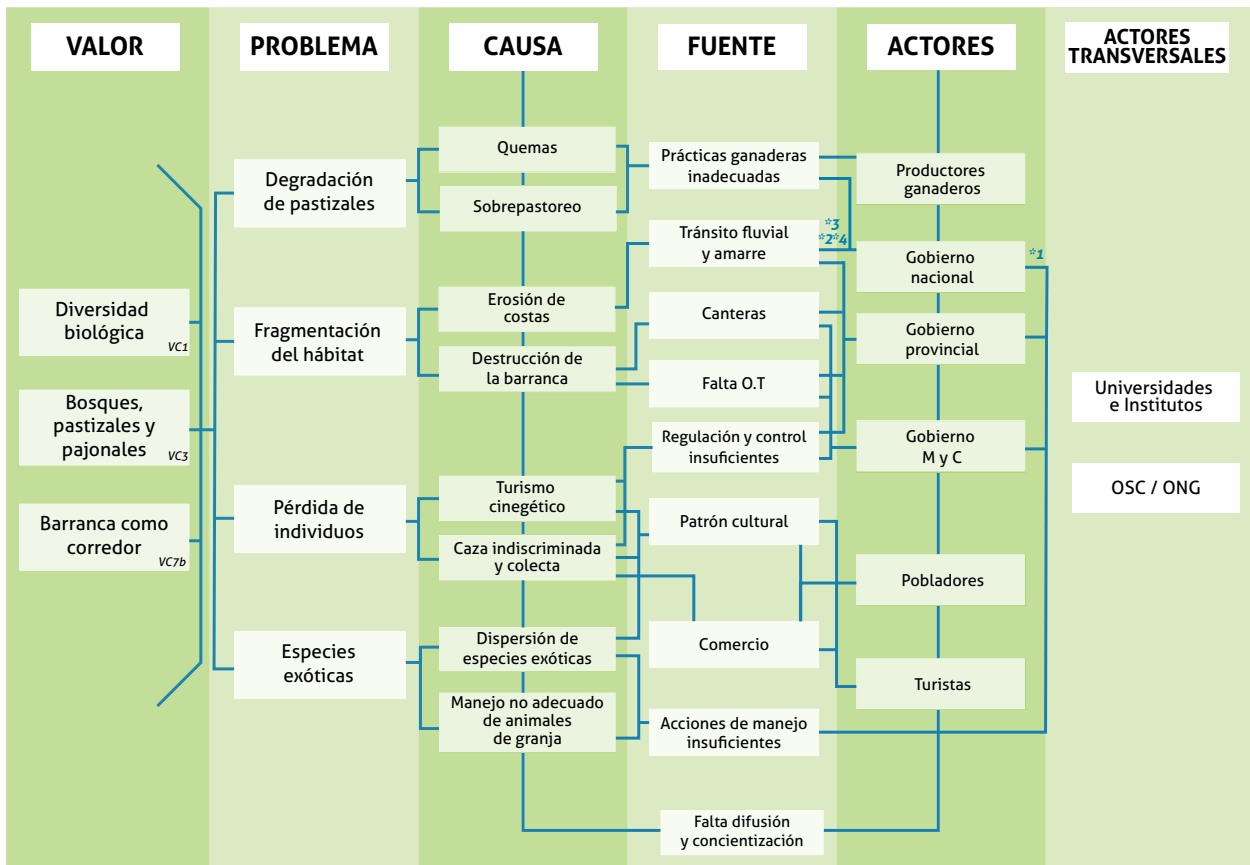 VALOR
PROBLEMA
CAUSA
FUENTE
ACTORES
ACTORES
TRANSVERSALES
Diversidad
biológica
VC1
Bosques,
pastizales y
pajonales
VC3
Barranca como
corredor
VC7b
Degradación
de pastizales
Fragmentación
del hábitat
Pérdida de
individuos
Especies
exóticas
Quemas
Sobrepastoreo
Erosión de
costas
Destrucción de
la barranca
Turismo
cinegético
Caza indiscriminada
y colecta
Dispersión de
especies exóticas
Manejo no adecuado
de animales
de granja
Prácticas ganaderas
inadecuadas
Tránsito fluvial
y amarre
Canteras
Falta O.T
Regulación y control
insuficientes
Patrón cultural
Comercio
Acciones de manejo
insuficientes
Falta difusión
y concientización
*3
*2*4
Productores
ganaderos
Gobierno
nacional
*1
Gobierno
provincial
Gobierno
M y C
Pobladores
Turistas
Universidades
e Institutos
OSC / ONG